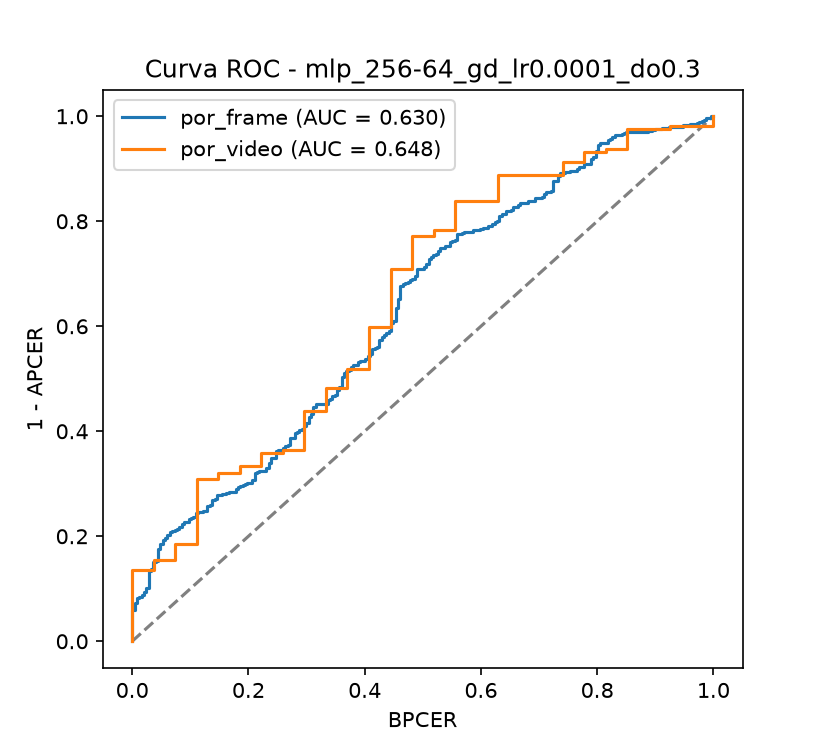 Curva ROC - mlp_256-64_gd_lr0.0001_do0.3
por_frame (AUC = 0.630)
por_video (AUC = 0.648)
1 - APCER
1.0
0.8
0.6
0.4
0.2
0.0
0.0 0.2 0.4 0.6 0.8 1.0
BPCER